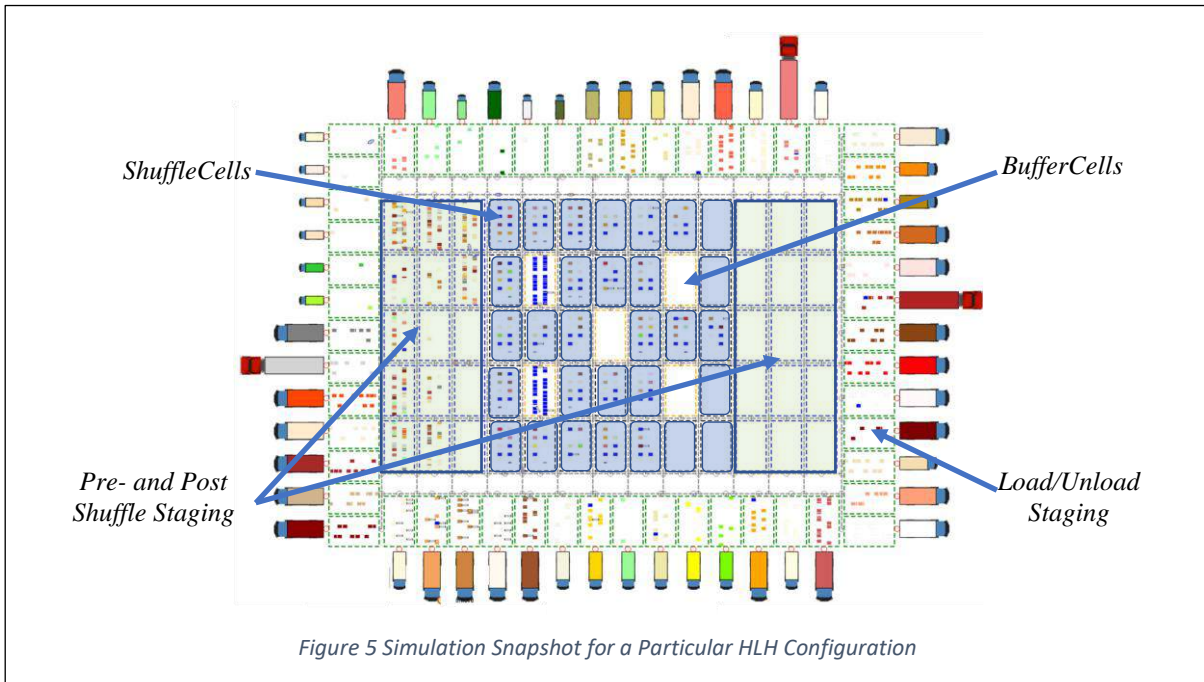 ShuffleCells
BufferCells
Pre- and Post
Shuffle Staging
Load/Unload
Staging
Figure 5 Simulation Snapshot for a Particular HLH Configuration